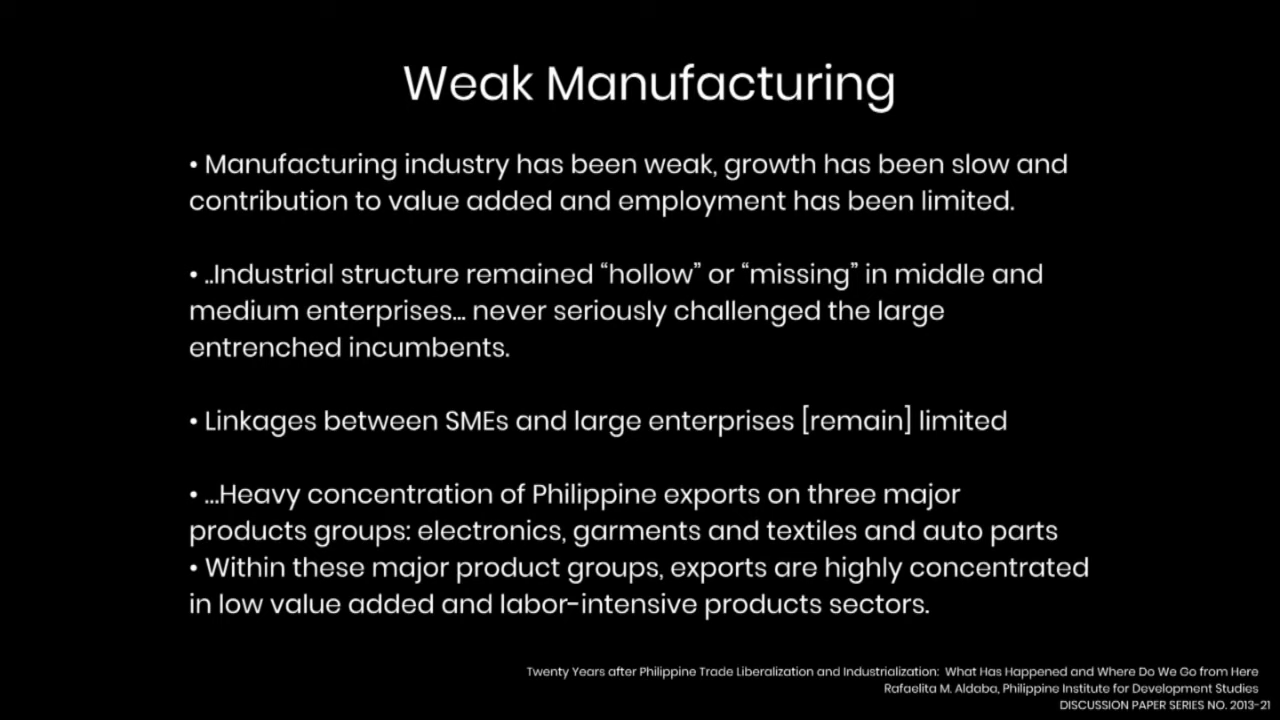 Weak Manufacturing
• Manufacturing industry has been weak, growth has been slow and
contribution to value added and employment has been limited.
• ..Industrial structure remained “hollow” or “missing” in middle and
medium enterprises... never seriously challenged the large
entrenched incumbents.
• Linkages between SMEs and large enterprises [remain] limited
• ...Heavy concentration of Philippine exports on three major
products groups: electronics, garments and textiles and auto parts
• Within these major product groups, exports are highly concentrated
in low value added and labor-intensive products sectors.
Twenty Years after Philippine Trade Liberalization and Industrialization: What Has Happened and Where Do We Go from Here
Rafaelita M. Aldaba, Philippine Institute for Development Studies
DISCUSSION PAPER SERIES NO. 2013-21